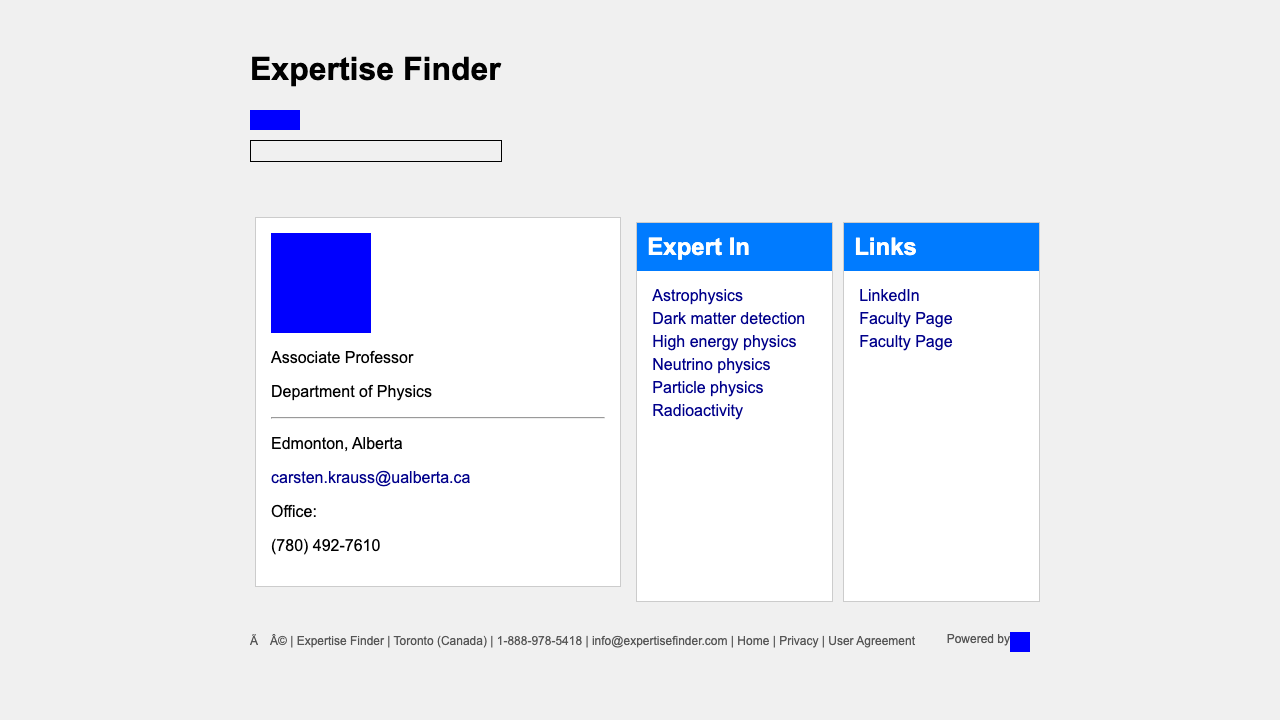 Expertise Finder
Associate Professor
Department of Physics
Edmonton, Alberta
carsten.krauss@ualberta.ca
Office:
(780) 492-7610
Expert In
Astrophysics
Dark matter detection
High energy physics
Neutrino physics
Particle physics
Radioactivity
Links
LinkedIn
Faculty Page
Faculty Page
Ã Â© | Expertise Finder | Toronto (Canada) | 1-888-978-5418 | info@expertisefinder.com | Home | Privacy | User Agreement
Powered by